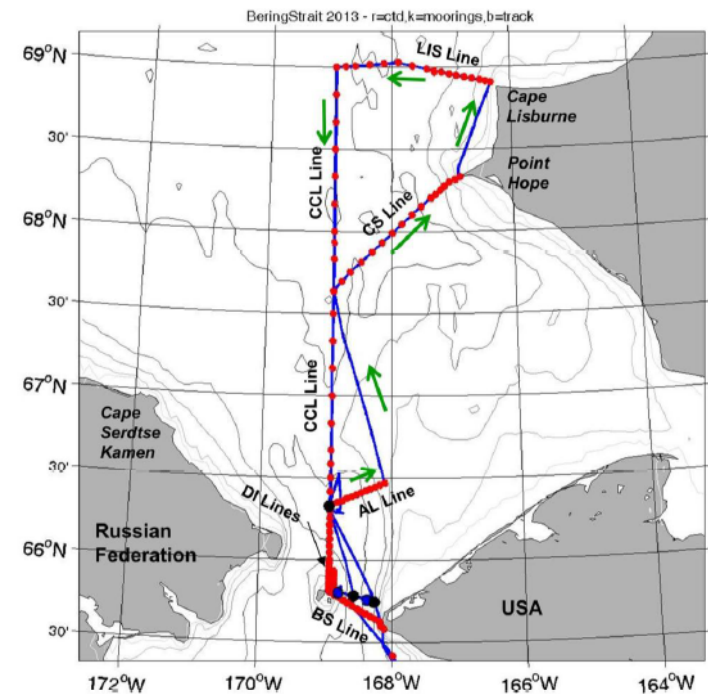 BeringStrait 2013 - r=ctd,k=moorings,b=track
69°N
LIS Line
Cape
Lisburne
30'
CCL Line
Point
Hope
CS Line
68°N
30'
CCL Line
67°N
Cape
Serdtse
Kamen
30'
DI Lines
AL Line
Russian
Federation
66°N
USA
BS Line
30'
172°W
170°W
168°W
166°W
164°W